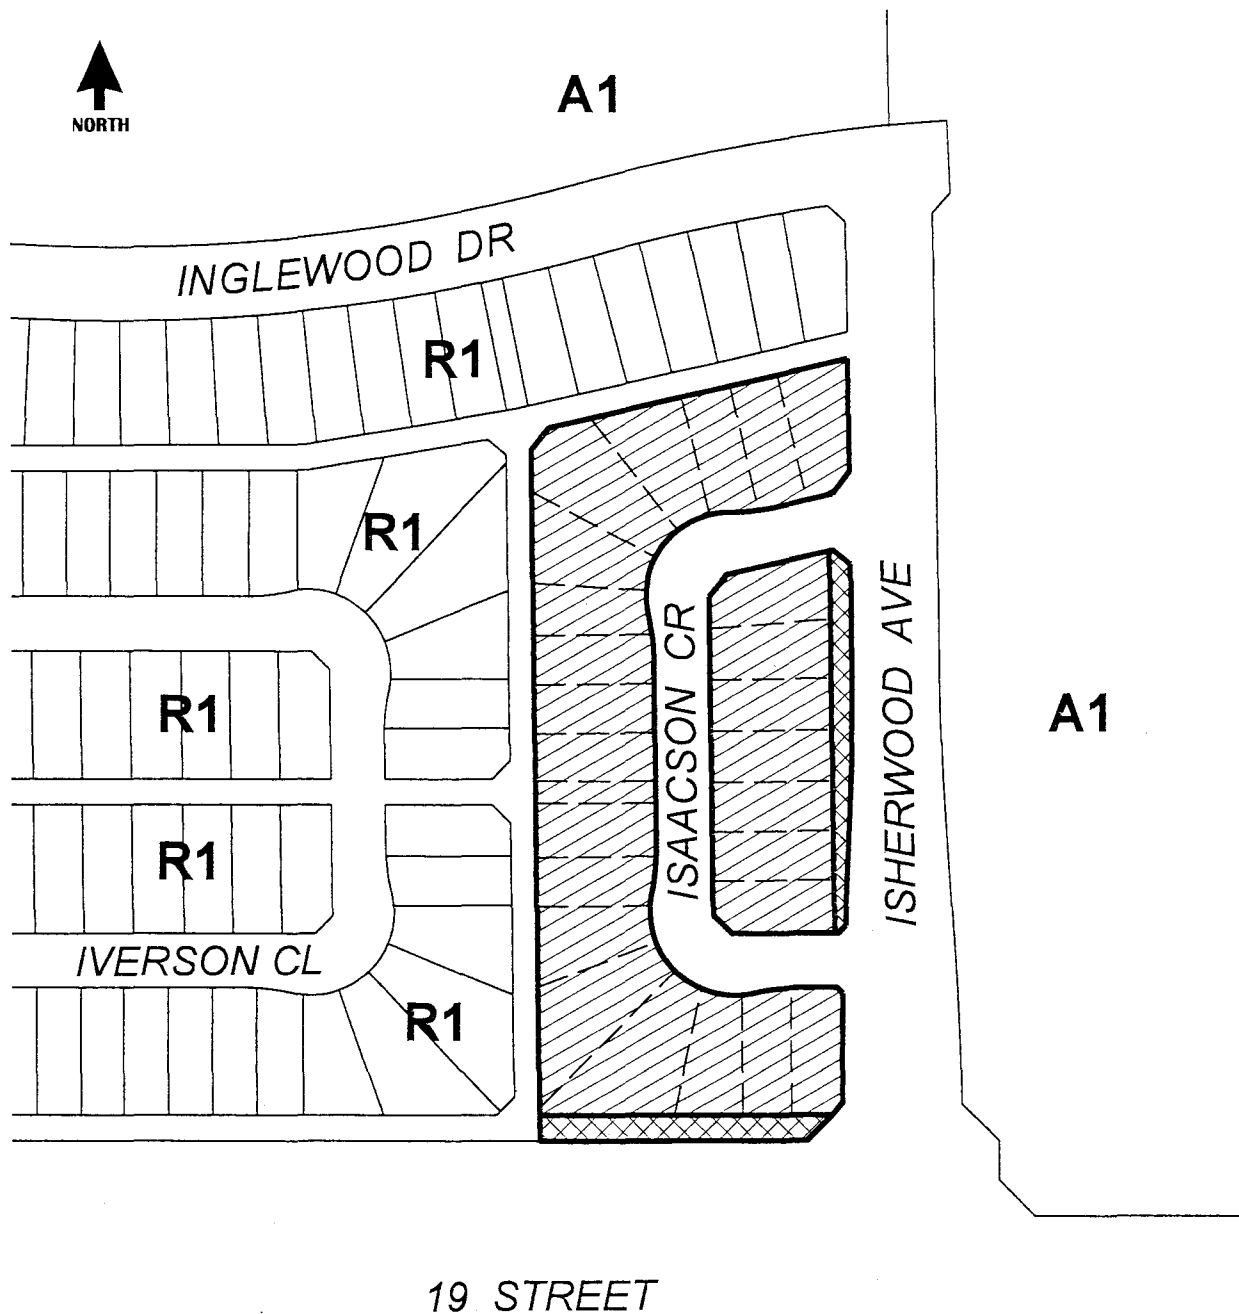 A1
NORTH
INGLEWOOD DR
R1
R1
ISAACSON CR
ISHERWOOD AVE
R1
A1
R1
IVERSON CL
R1
19 STREET